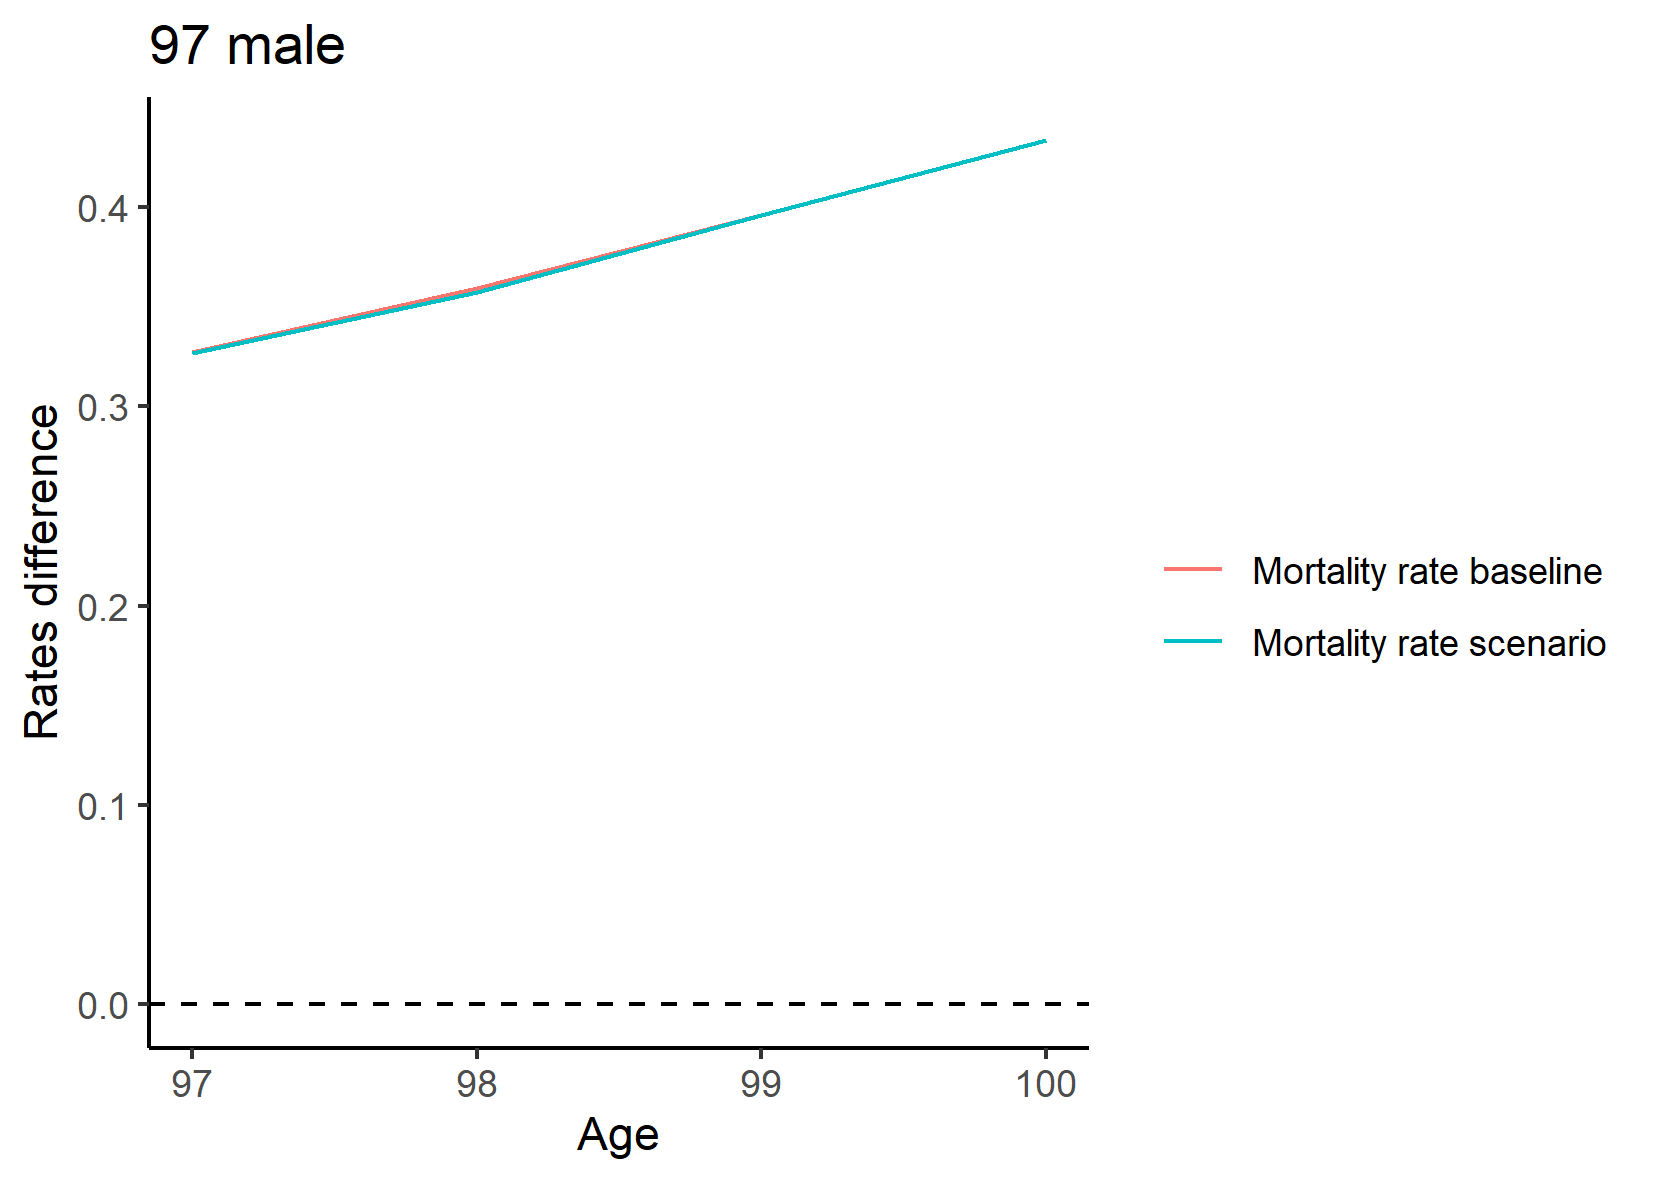 97 male
Rates difference
0.4
0.3
0.2
0.1
0.0
97 98 99 100
Age
Mortality rate baseline
Mortality rate scenario